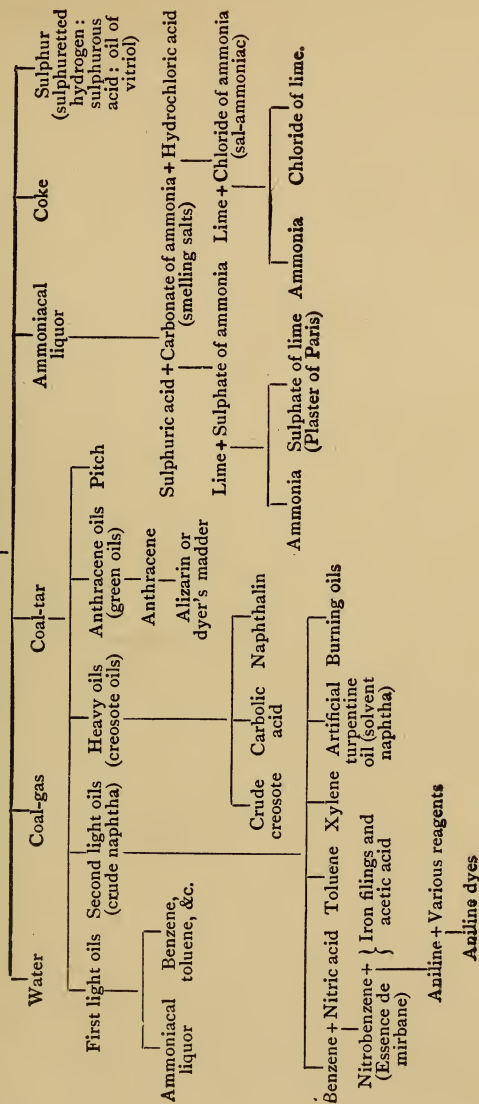 Water
Coal-gas
Coal-tar
Ammoniacal
liquor
Coke
Sulphur
(sulphuretted
hydrogen :
sulphurous
acid : oil of
vitriol)
First light oils
Second light oils
(crude naphtha)
Heavy oils
(creosote oils)
Anthracene oils
(green oils)
Pitch
Ammoniacal
liquor
Benzene,
toluene, &c.
Anthracene
Alizarin or
dyer's madder
Sulphuric acid + Carbonate of ammonia + Hydrochloric acid
(smelling salts)
Lime + Sulphate of ammonia
Lime + Chloride of ammonia
(sal-ammoniac)
Ammonia
Sulphate of lime
(Plaster of Paris)
Ammonia
Chloride of lime.
Crude
creosote
Carbolic
acid
Naphthalin
Benzene + Nitric acid
Toluene
Xylene
Artificial
turpentine
oil (solvent
naphtha)
Burning oils
Nitrobenzene +
(Essence de
mirbane)
} Iron filings and
acetic acid
Aniline + Various reagents
Aniline dyes